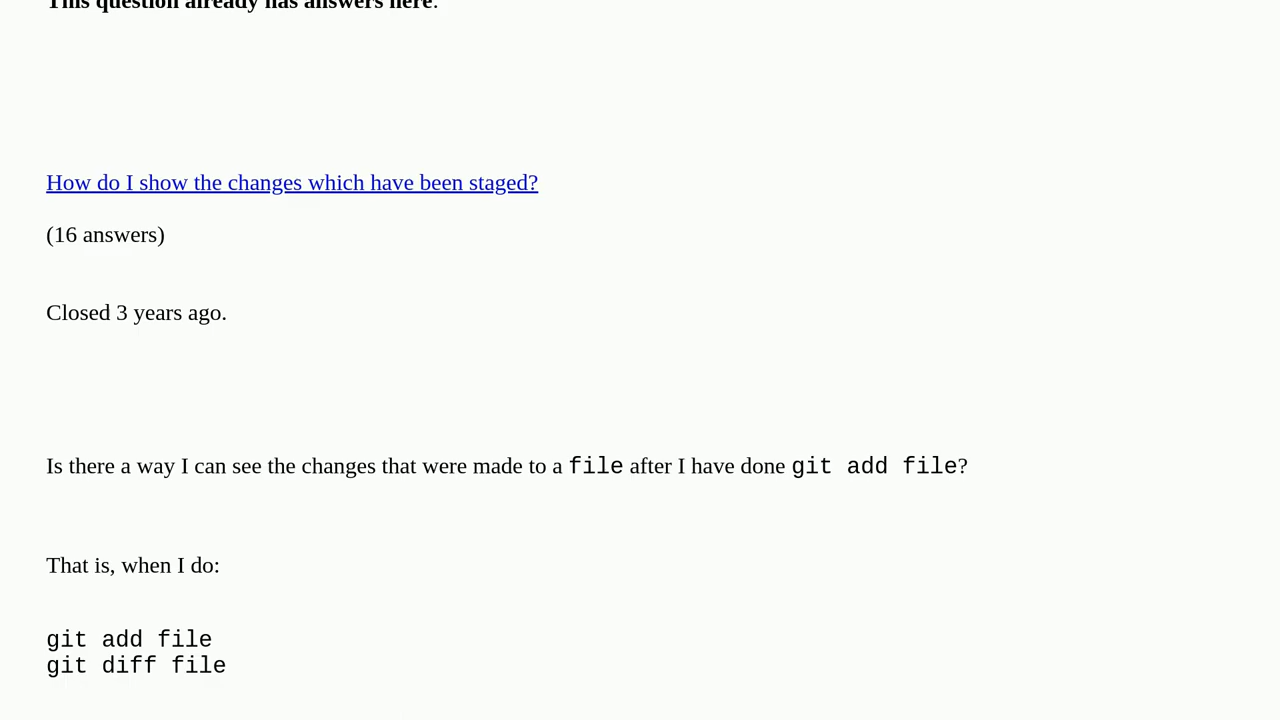 This question already has answers here:
How do I show the changes which have been staged?
(16 answers)
Closed 3 years ago.
Is there a way I can see the changes that were made to a file after I have done git add file?
That is, when I do:
git add file
git diff file